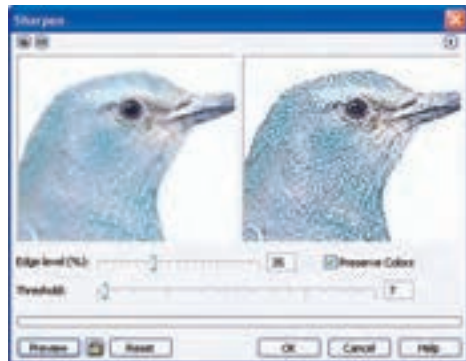 Sharpen
Edge level (%): 35 Preserve Colors
Threshold: 7
Preview Reset OK Cancel Help